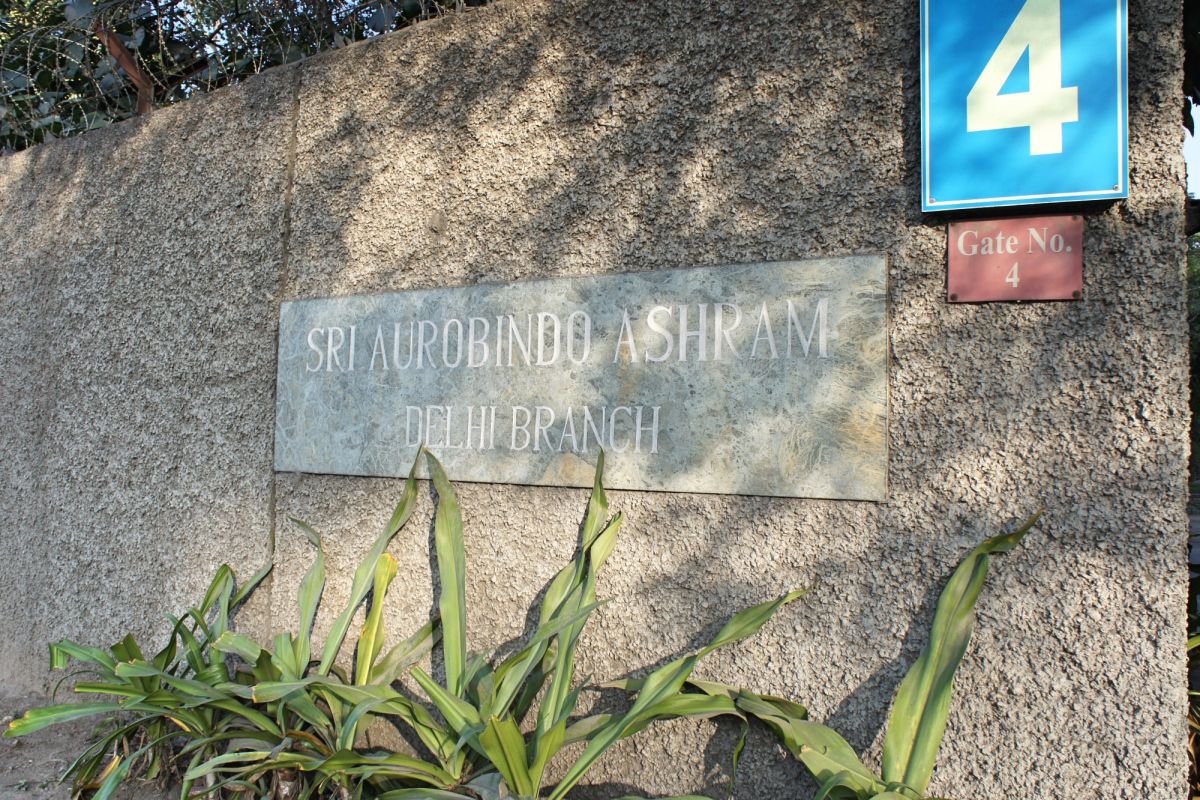 4
Gate No.
4
SRI AUROBINDO ASHRAM
DELHI BRANCH